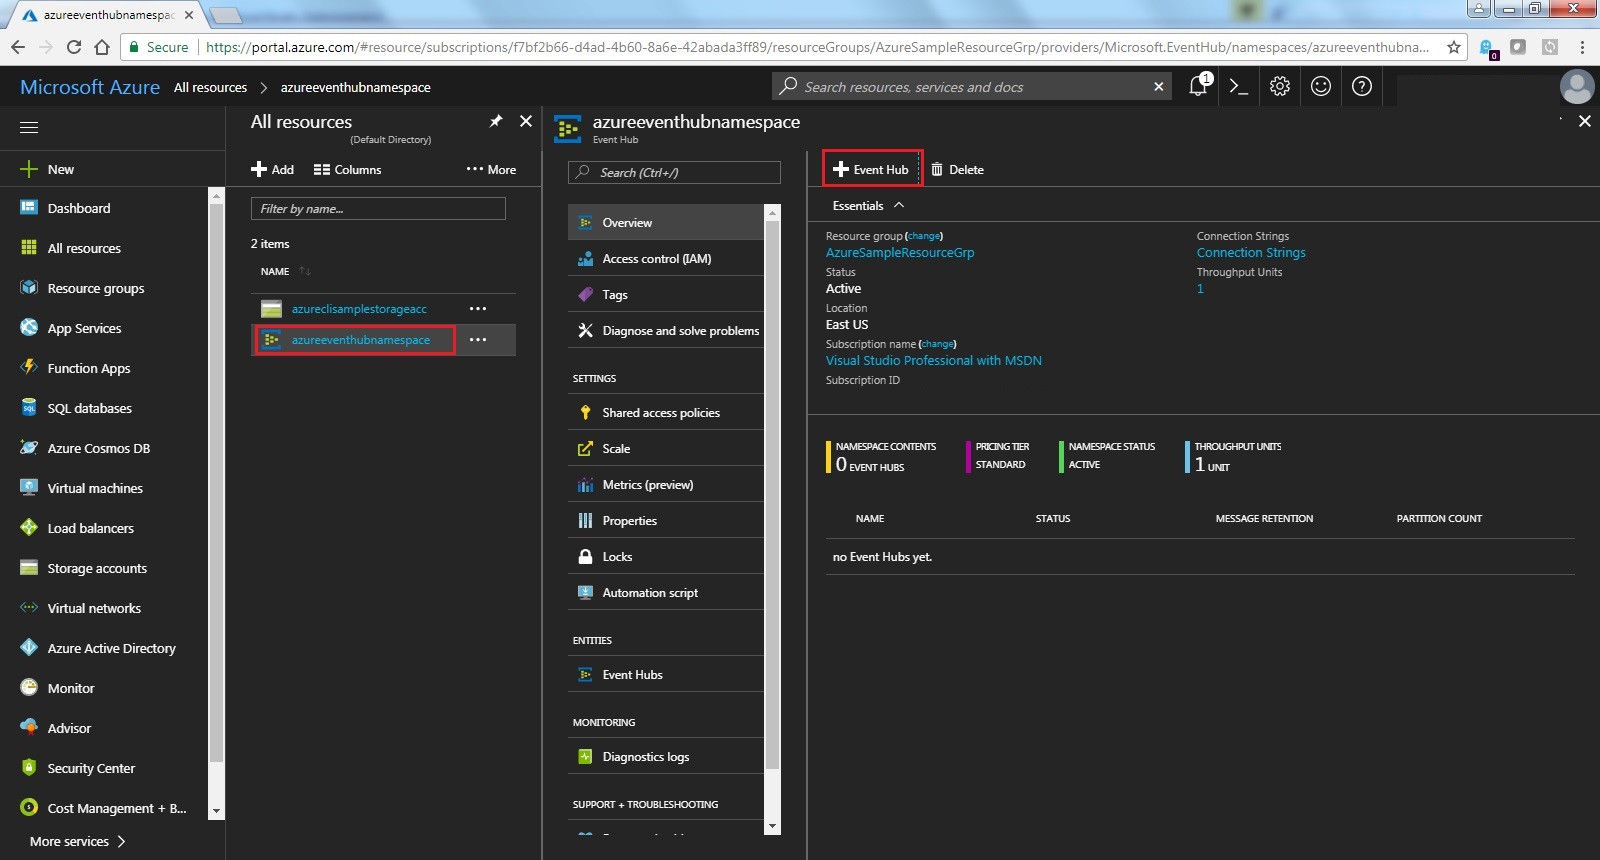 azureeventhubnamespac
Secure
https://portal.azure.com/#resource/subscriptions/f7bf2b66-d4ad-4b60-8a6e-42abada3ff89/resourceGroups/AzureSampleResourceGrp/providers/Microsoft.EventHub/namespaces/azureeventhubna...
0
Microsoft Azure
All resources > azureeventhubnamespace
Search resources, services and docs
1
New
Dashboard
All resources
Resource groups
App Services
Function Apps
SQL databases
Azure Cosmos DB
Virtual machines
Load balancers
Storage accounts
Virtual networks
Azure Active Directory
Monitor
Advisor
Security Center
Cost Management + B...
More services >
All resources
(Default Directory)
Add
Columns
More
Filter by name...
2 items
NAME
azureclisamplestorageacc
azureeventhubnamespace
azureeventhubnamespace
Event Hub
Search (Ctrl+/)
Overview
Access control (IAM)
Tags
Diagnose and solve problems
SETTINGS
Shared access policies
Scale
Metrics (preview)
Properties
Locks
Automation script
ENTITIES
Event Hubs
MONITORING
Diagnostics logs
SUPPORT + TROUBLESHOOTING
Event Hub
Delete
Essentials
Resource group (change)
AzureSampleResourceGrp
Status
Active
Location
East US
Subscription name (change)
Visual Studio Professional with MSDN
Subscription ID
Connection Strings
Connection Strings
Throughput Units
1
NAMESPACE CONTENTS
0 EVENT HUBS
PRICING TIER
STANDARD
NAMESPACE STATUS
ACTIVE
THROUGHPUT UNITS
1 UNIT
NAME
STATUS
MESSAGE RETENTION
PARTITION COUNT
no Event Hubs yet.